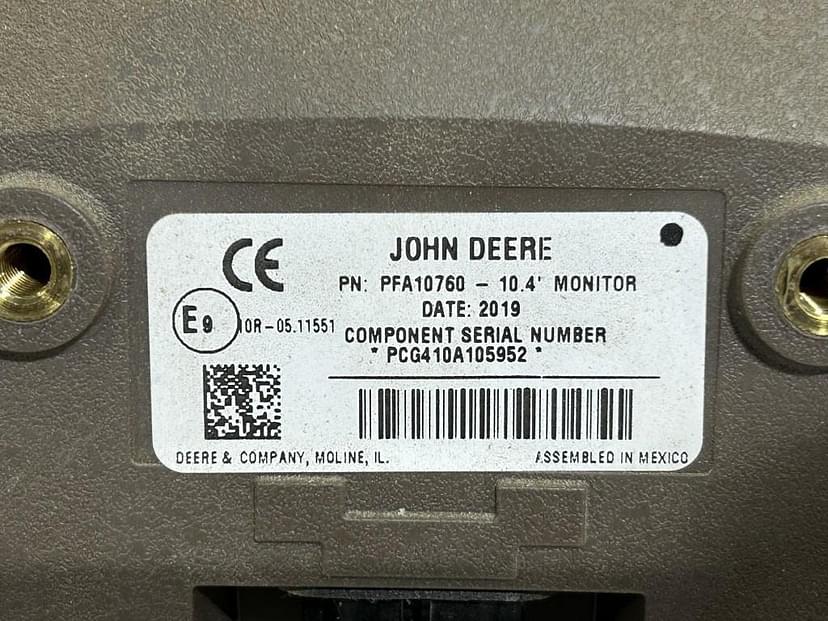 CE
JOHN DEERE
PN: PFA10760 - 10.4' MONITOR
DATE: 2019
E9 10R-05.11551
COMPONENT SERIAL NUMBER
* PCG410A105952 *
DEERE & COMPANY, MOLINE, IL.
ASSEMBLED IN MEXICO